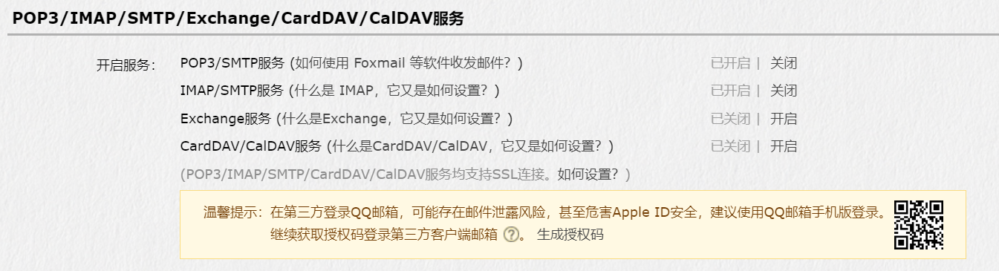 POP3/IMAP/SMTP/Exchange/CardDAV/CalDAV服务
开启服务： POP3/SMTP服务 (如何使用 Foxmail 等软件收发邮件？) 已开启 | 关闭
IMAP/SMTP服务 (什么是 IMAP，它又是如何设置？) 已开启 | 关闭
Exchange服务 (什么是Exchange，它又是如何设置？) 已关闭 | 开启
CardDAV/CalDAV服务 (什么是CardDAV/CalDAV，它又是如何设置？) 已关闭 | 开启
(POP3/IMAP/SMTP/CardDAV/CalDAV服务均支持SSL连接。如何设置？)
温馨提示：在第三方登录QQ邮箱，可能存在邮件泄露风险，甚至危害Apple ID安全，建议使用QQ邮箱手机版登录。
继续获取授权码登录第三方客户端邮箱 ?。 生成授权码